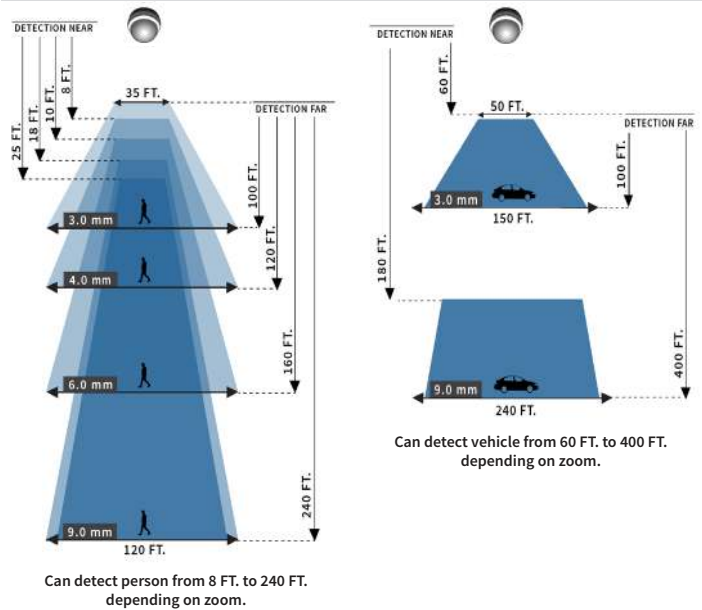 DETECTION NEAR
8 FT.
10 FT.
18 FT.
25 FT.
35 FT.
DETECTION FAR
100 FT.
120 FT.
160 FT.
240 FT.
3.0 mm
4.0 mm
6.0 mm
9.0 mm
120 FT.
Can detect person from 8 FT. to 240 FT.
depending on zoom.
DETECTION NEAR
60 FT.
180 FT.
50 FT.
DETECTION FAR
100 FT.
400 FT.
3.0 mm
150 FT.
9.0 mm
240 FT.
Can detect vehicle from 60 FT. to 400 FT.
depending on zoom.